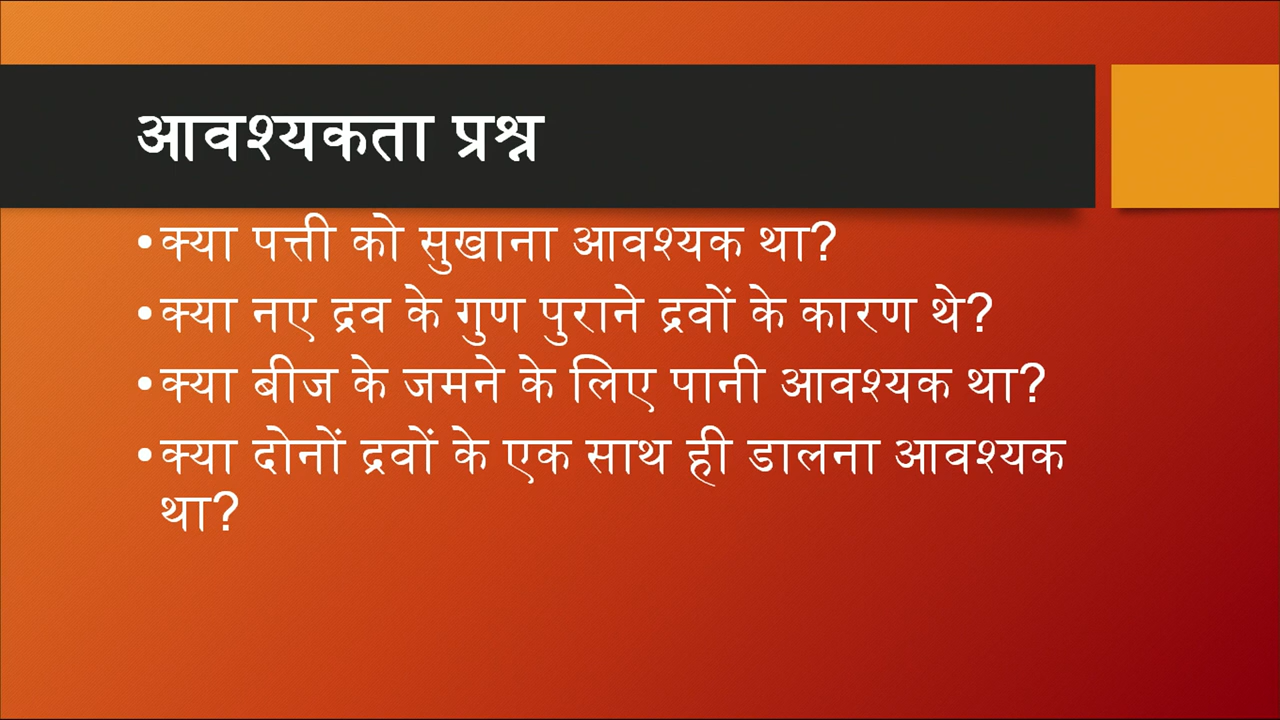 आवश्यकता प्रश्न
•क्या पत्ती को सुखाना आवश्यक था?
•क्या नए द्रव के गुण पुराने द्रवों के कारण थे?
•क्या बीज के जमने के लिए पानी आवश्यक था?
•क्या दोनों द्रवों के एक साथ ही डालना आवश्यक
था?